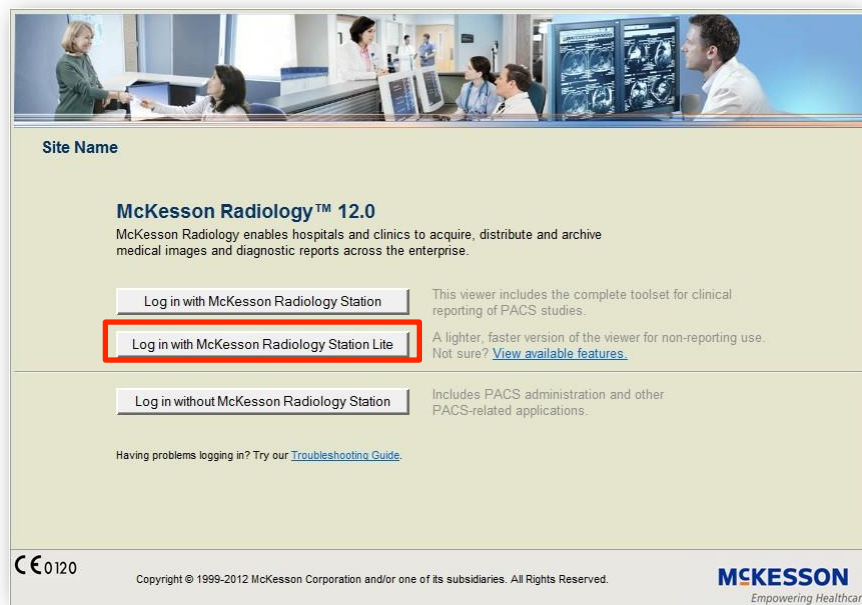 Site Name
McKesson Radiology™ 12.0
McKesson Radiology enables hospitals and clinics to acquire, distribute and archive
medical images and diagnostic reports across the enterprise.
Log in with McKesson Radiology Station
This viewer includes the complete toolset for clinical
reporting of PACS studies.
Log in with McKesson Radiology Station Lite
A lighter, faster version of the viewer for non-reporting use.
Not sure? View available features.
Log in without McKesson Radiology Station
Includes PACS administration and other
PACS-related applications.
Having problems logging in? Try our Troubleshooting Guide.
CE0120
Copyright © 1999-2012 McKesson Corporation and/or one of its subsidiaries. All Rights Reserved.
MCKESSON
Empowering Healthcar